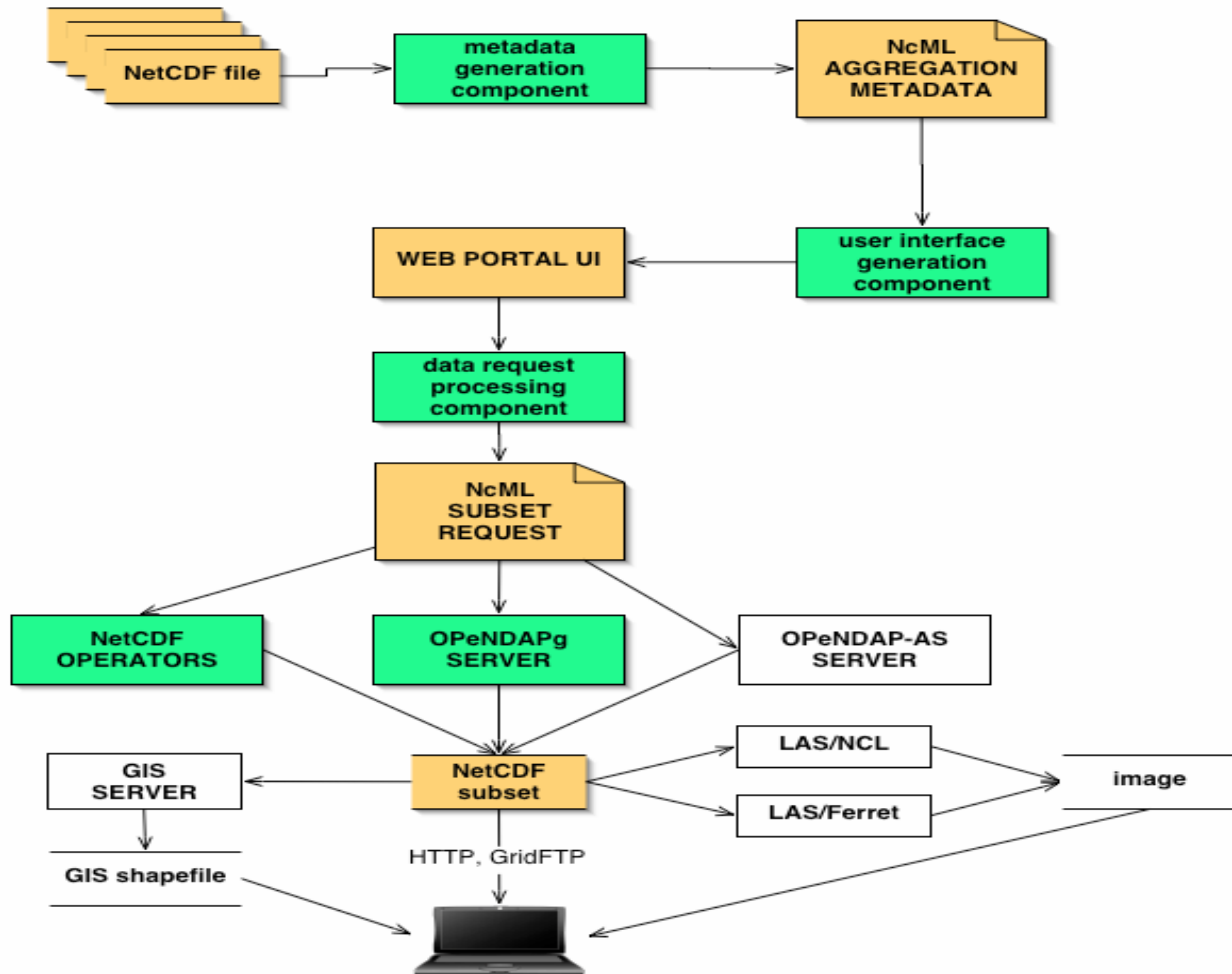 NetCDF file
metadata
generation
component
NcML
AGGREGATION
METADATA
WEB PORTAL UI
user interface
generation
component
data request
processing
component
NcML
SUBSET
REQUEST
NetCDF
OPERATORS
OPeNDAPg
SERVER
OPeNDAP-AS
SERVER
GIS
SERVER
NetCDF
subset
LAS/NCL
LAS/Ferret
image
HTTP, GridFTP
GIS shapefile